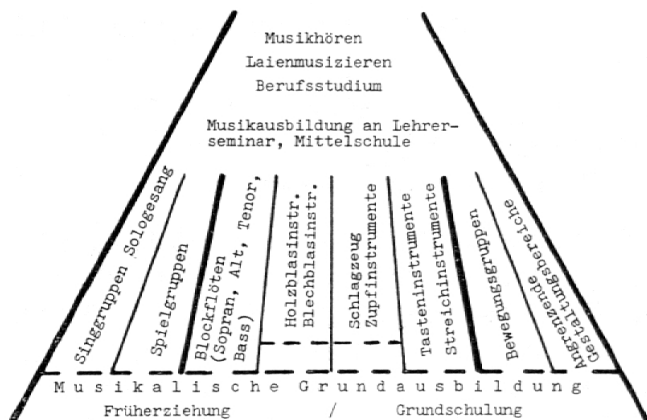 Musikhören
Laienmusizieren
Berufsstudium
Musikausbildung an Lehrer-
seminar, Mittelschule
Singgruppen Sologesang
Spielgruppen
Blockflöten
(Sopran, Alt, Tenor,
Bass)
Holzblasinstr.
Blechblasinstr.
Schlagzeug
Zupfinstrumente
Tasteninstrumente
Streichinstrumente
Bewegungsgruppen
Angrenzende
Gestaltungsbereiche
Musikalische Grundausbildung
Früherziehung / Grundschulung